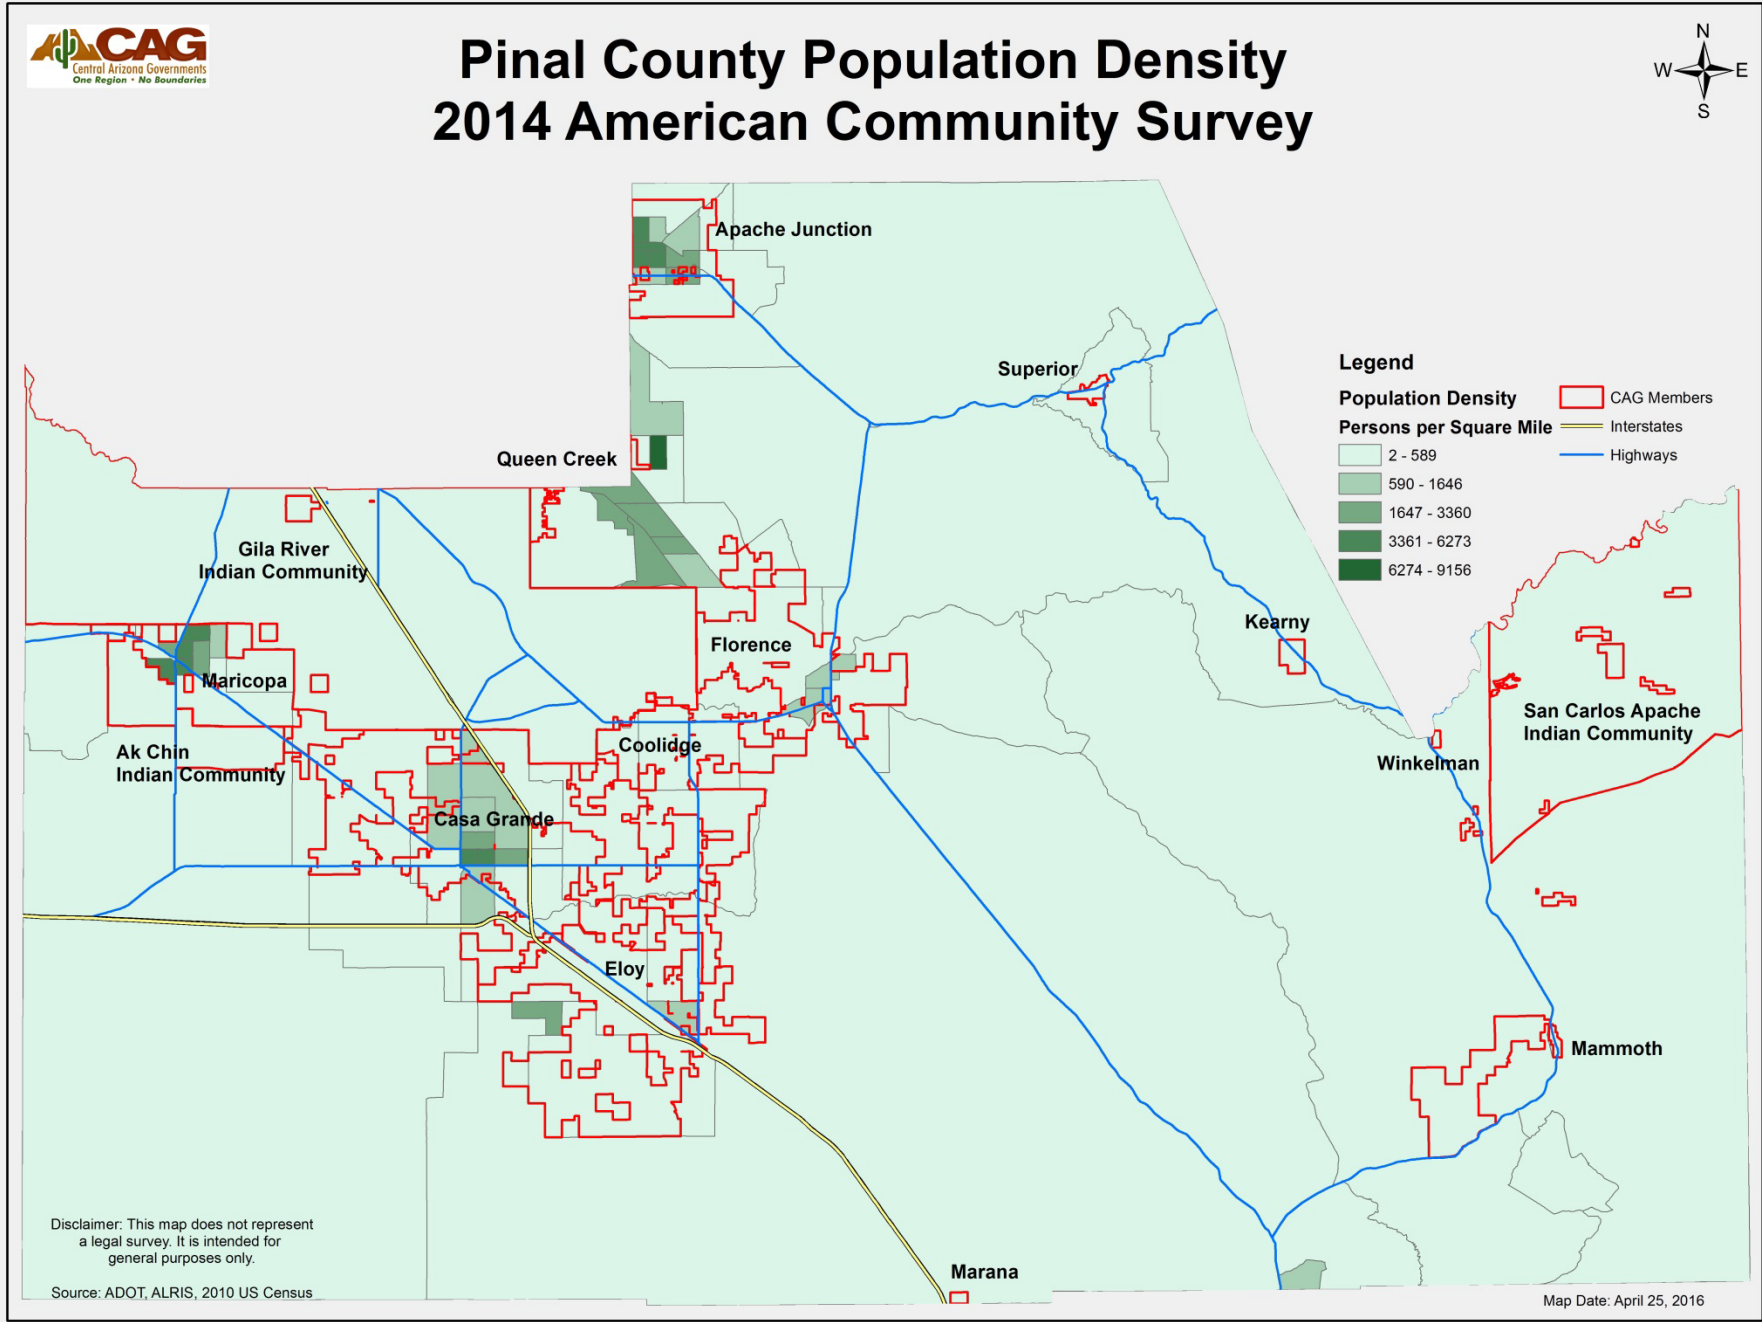 CAG
Central Arizona Governments
One Region • No Boundaries
Pinal County Population Density
2014 American Community Survey
N
W E
S
Apache Junction
Superior
Queen Creek
Gila River
Indian Community
Florence
Kearny
Maricopa
Ak Chin
Indian Community
Coolidge
San Carlos Apache
Indian Community
Winkelman
Casa Grande
Eloy
Mammoth
Marana
Legend
Population Density
Persons per Square Mile
2 - 589
590 - 1646
1647 - 3360
3361 - 6273
6274 - 9156
CAG Members
Interstates
Highways
Disclaimer: This map does not represent
a legal survey. It is intended for
general purposes only.
Source: ADOT, ALRIS, 2010 US Census
Map Date: April 25, 2016